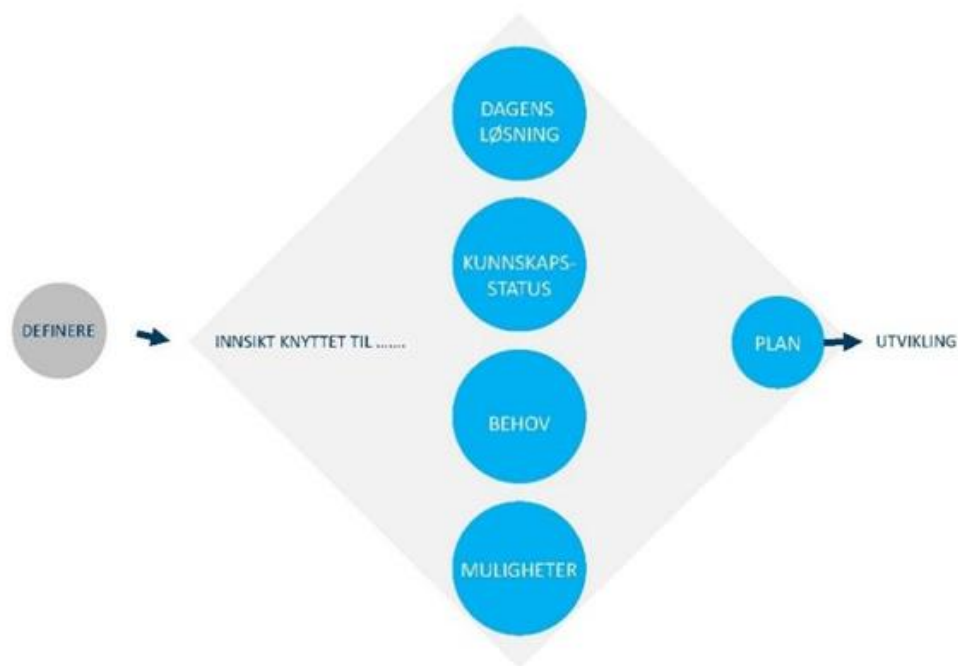 DAGENS
LØSNING
KUNNSKAPS-
STATUS
DEFINERE
INNSIKT KNYTTET TIL .......
PLAN
UTVIKLING
BEHOV
MULIGHETER